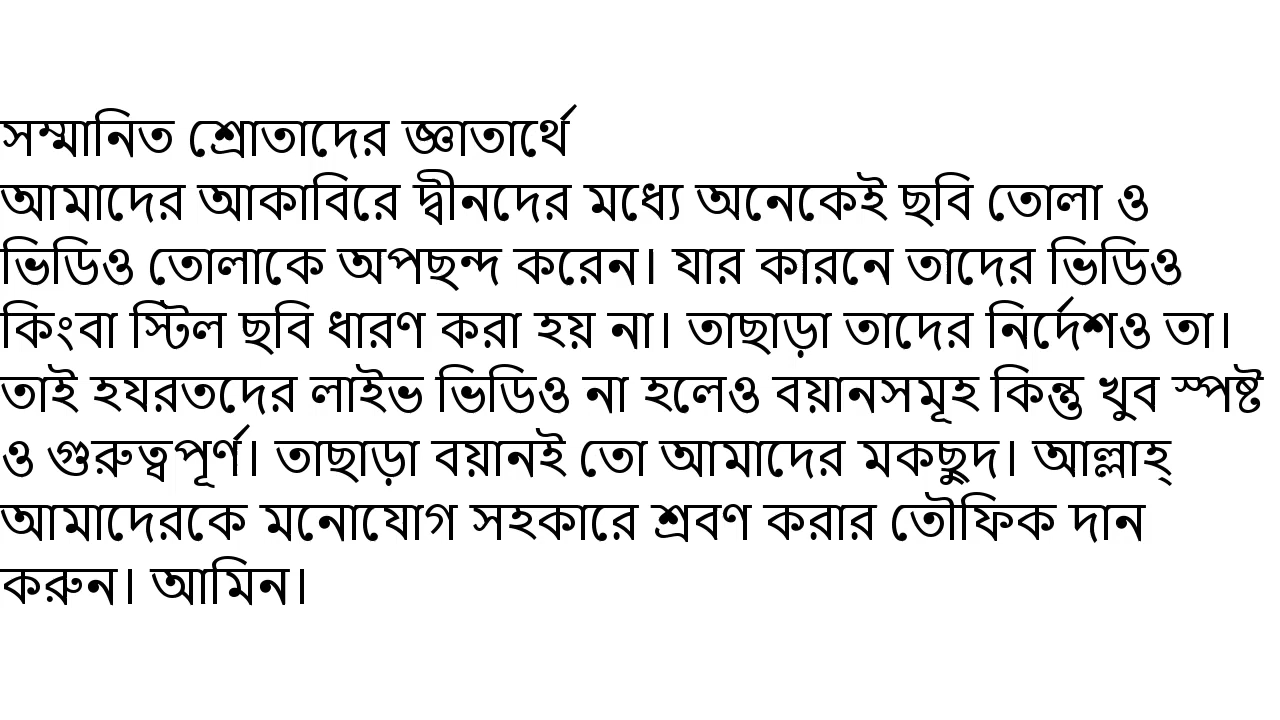 সম্মানিত শ্রোতাদের জ্ঞাতার্থে
আমাদের আকাবিরে দ্বীনদের মধ্যে অনেকেই ছবি তোলা ও
ভিডিও তোলাকে অপছন্দ করেন। যার কারনে তাদের ভিডিও
কিংবা স্টিল ছবি ধারণ করা হয় না। তাছাড়া তাদের নির্দেশও তা।
তাই হযরতদের লাইভ ভিডিও না হলেও বয়ানসমূহ কিন্তু খুব স্পষ্ট
ও গুরুত্বপূর্ণ। তাছাড়া বয়ানই তো আমাদের মকছুদ। আল্লাহ্
আমাদেরকে মনোযোগ সহকারে শ্রবণ করার তৌফিক দান
করুন। আমিন।